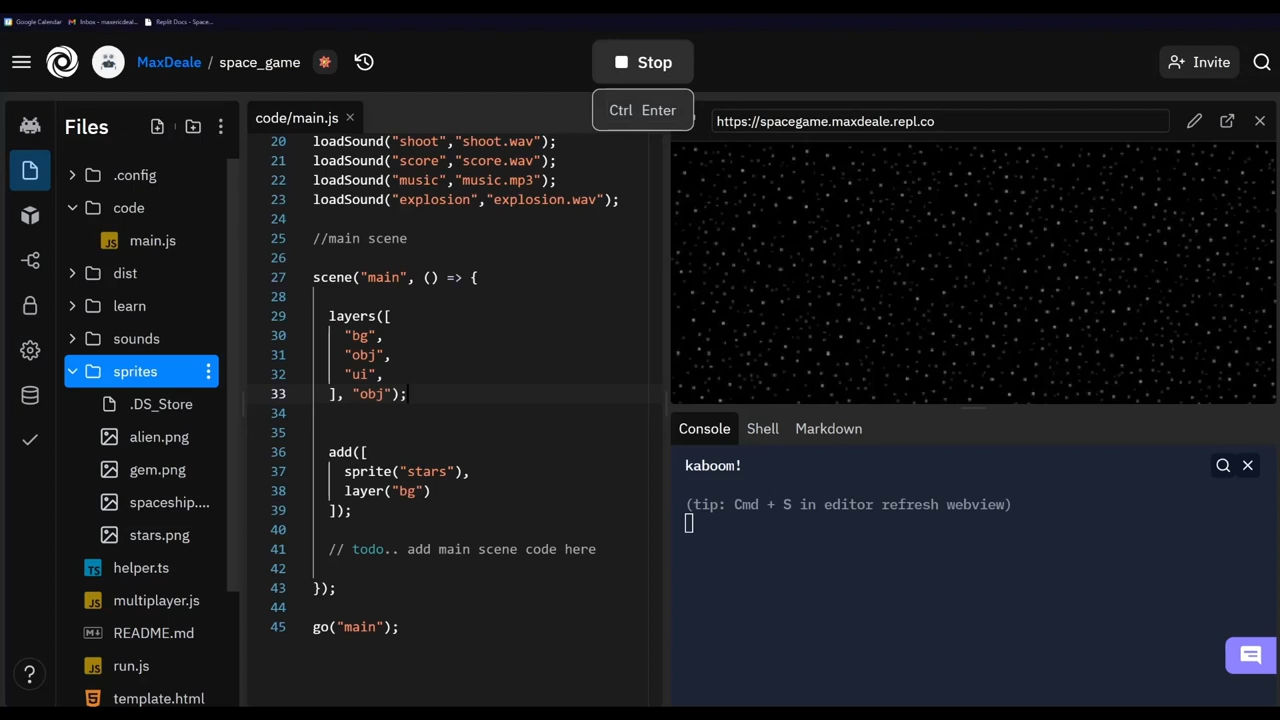 Google Calendar Inbox - maxericdeal... Replit Docs - Space...
MaxDeale / space_game
Stop
Invite
Ctrl Enter
Files
code/main.js
https://spacegame.maxdeale.repl.co
.config
code
main.js
dist
learn
sounds
sprites
.DS_Store
alien.png
gem.png
spaceship....
stars.png
helper.ts
multiplayer.js
README.md
run.js
template.html
20 loadSound("shoot","shoot.wav");
21 loadSound("score","score.wav");
22 loadSound("music","music.mp3");
23 loadSound("explosion","explosion.wav");
24
25 //main scene
26
27 scene("main", () => {
28
29 layers([
30 "bg",
31 "obj",
32 "ui",
33 ], "obj");
34
35
36 add([
37 sprite("stars"),
38 layer("bg")
39 ]);
40
41 // todo.. add main scene code here
42
43 });
44
45 go("main");
Console Shell Markdown
kaboom!
(tip: Cmd + S in editor refresh webview)